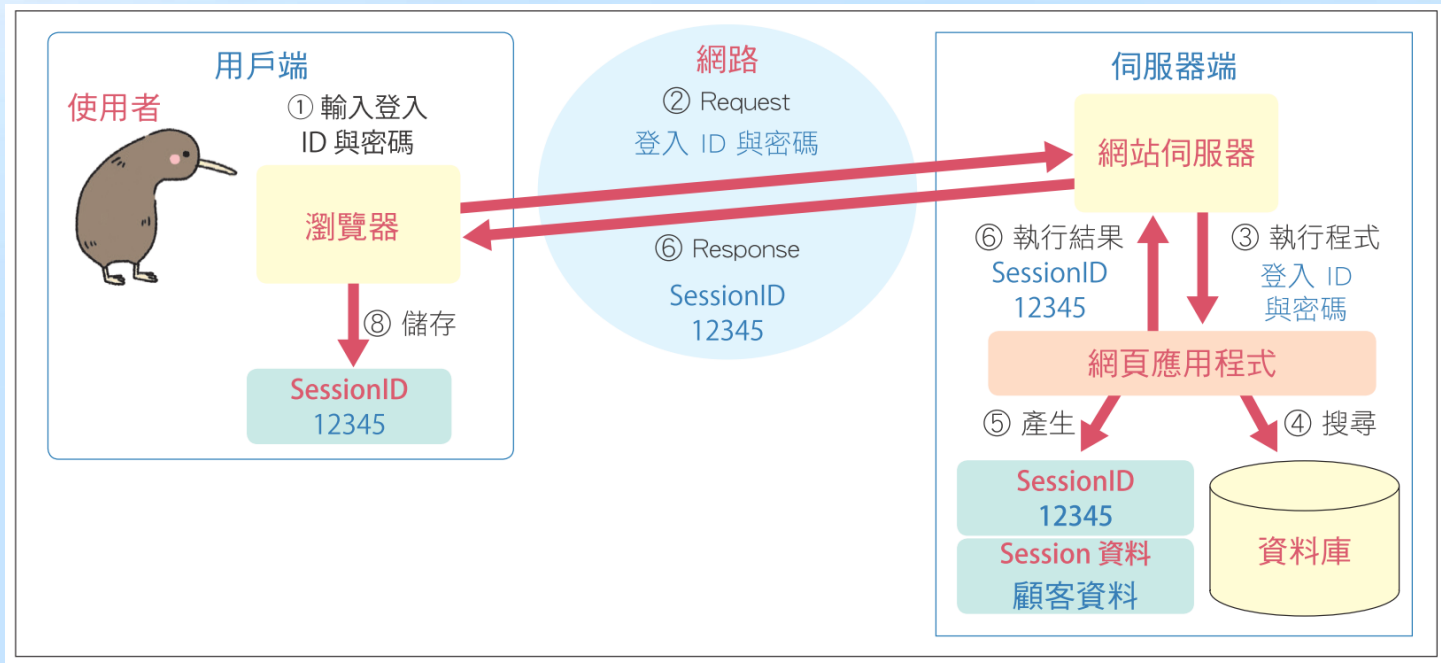 用戶端
使用者
① 輸入登入
ID 與密碼
瀏覽器
⑧ 儲存
SessionID
12345
網路
② Request
登入 ID 與密碼
⑥ Response
SessionID
12345
伺服器端
網站伺服器
⑥ 執行結果
SessionID
12345
③ 執行程式
登入 ID
與密碼
網頁應用程式
⑤ 產生
④ 搜尋
SessionID
12345
Session 資料
顧客資料
資料庫